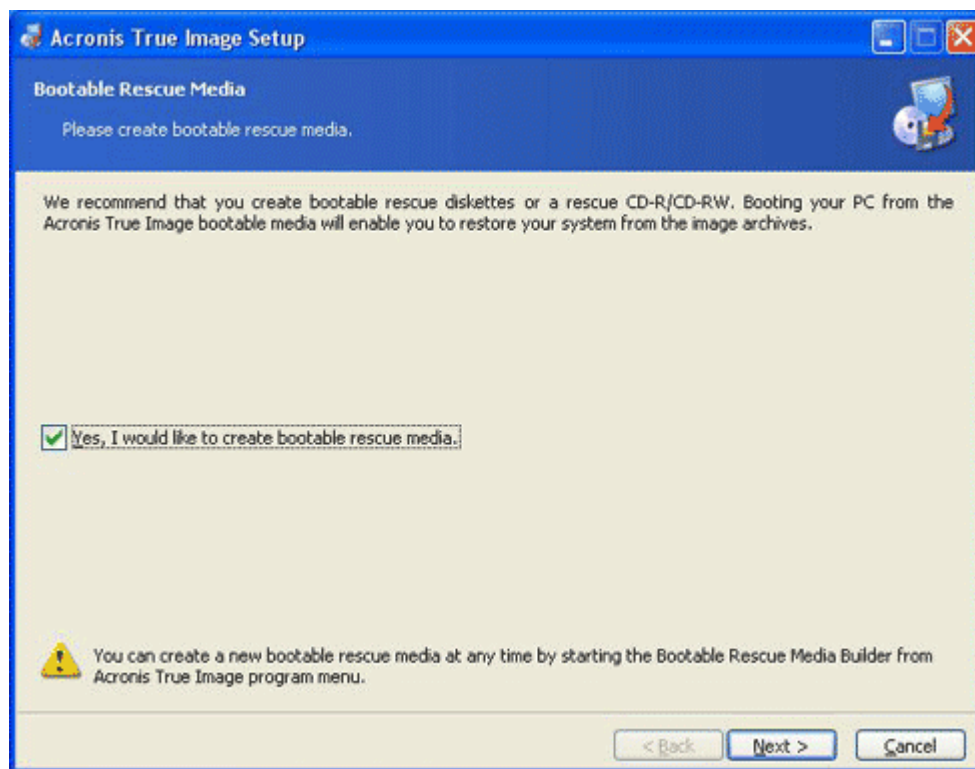 Acronis True Image Setup
Bootable Rescue Media
Please create bootable rescue media.
We recommend that you create bootable rescue diskettes or a rescue CD-R/CD-RW. Booting your PC from the
Acronis True Image bootable media will enable you to restore your system from the image archives.
Yes, I would like to create bootable rescue media.
You can create a new bootable rescue media at any time by starting the Bootable Rescue Media Builder from
Acronis True Image program menu.
< Back Next > Cancel